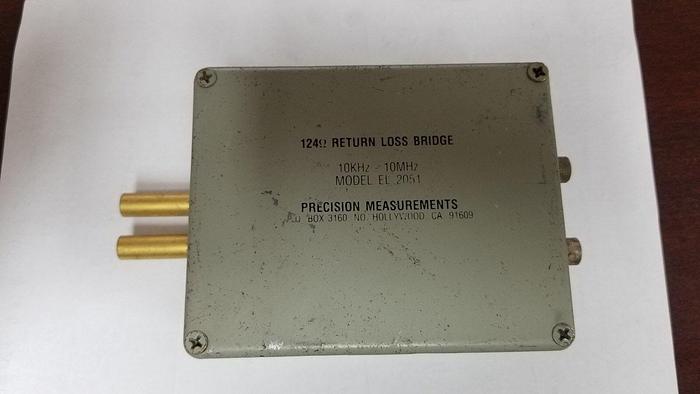 124Ω RETURN LOSS BRIDGE
10KHz - 10MHz
MODEL EL 2051
PRECISION MEASUREMENTS
P.O. BOX 3160 NO. HOLLYWOOD, CA 91609